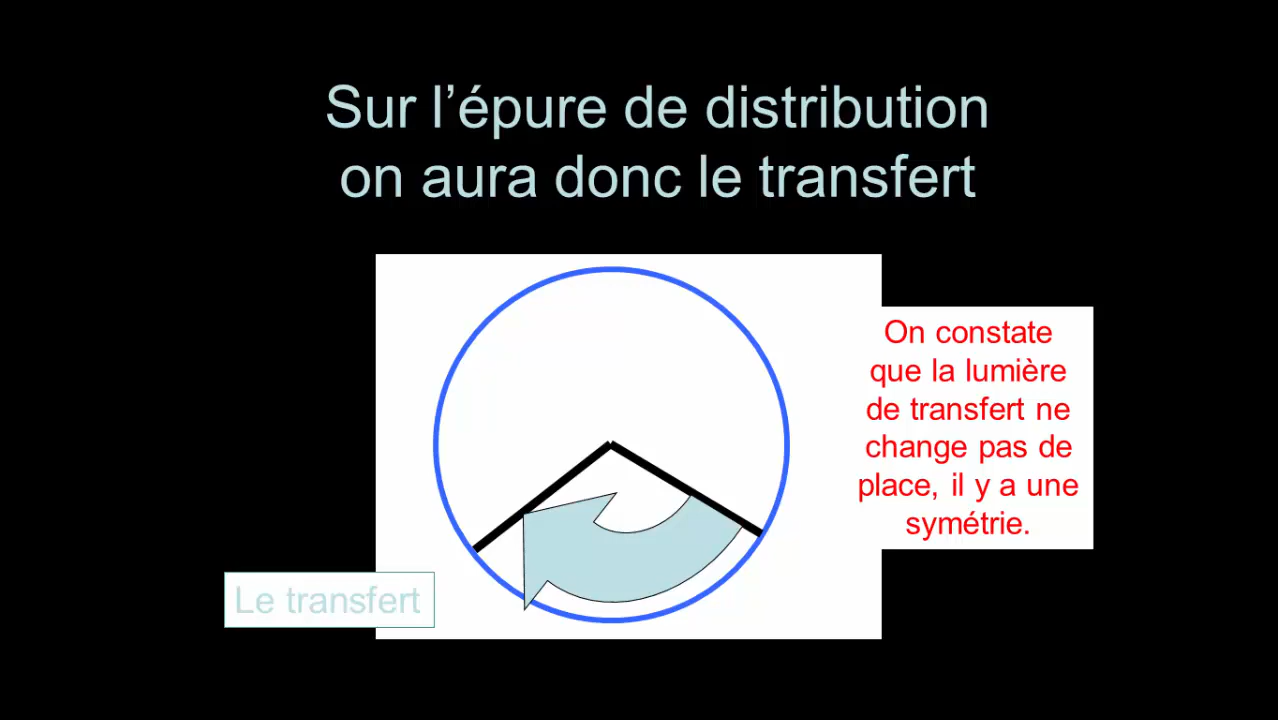 Sur l’épure de distribution
on aura donc le transfert
On constate
que la lumière
de transfert ne
change pas de
place, il y a une
symétrie.
Le transfert